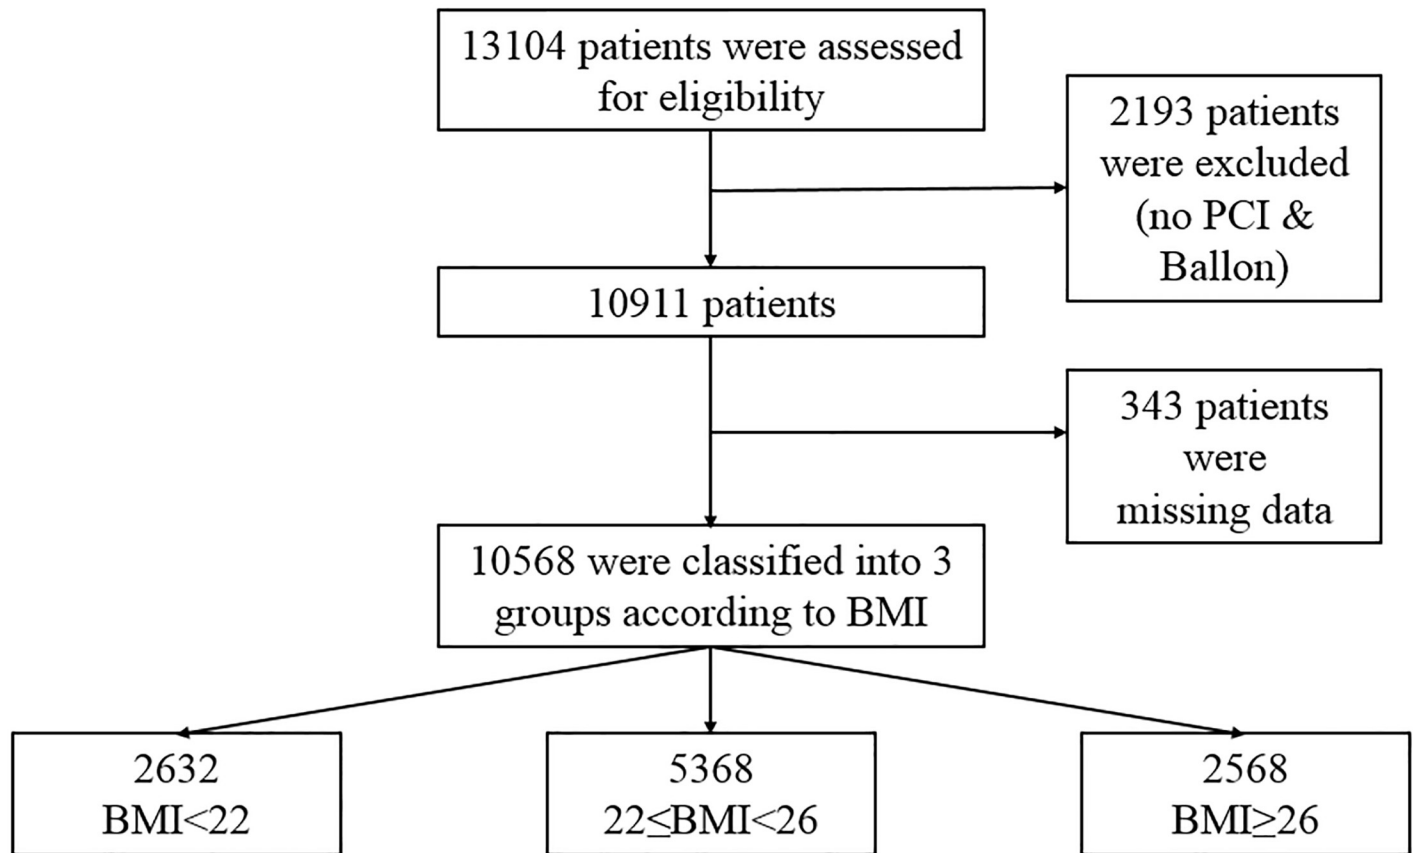 13104 patients were assessed
for eligibility
2193 patients
were excluded
(no PCI &
Ballon)
10911 patients
343 patients
were
missing data
10568 were classified into 3
groups according to BMI
2632
BMI<22
5368
22≤BMI<26
2568
BMI≥26